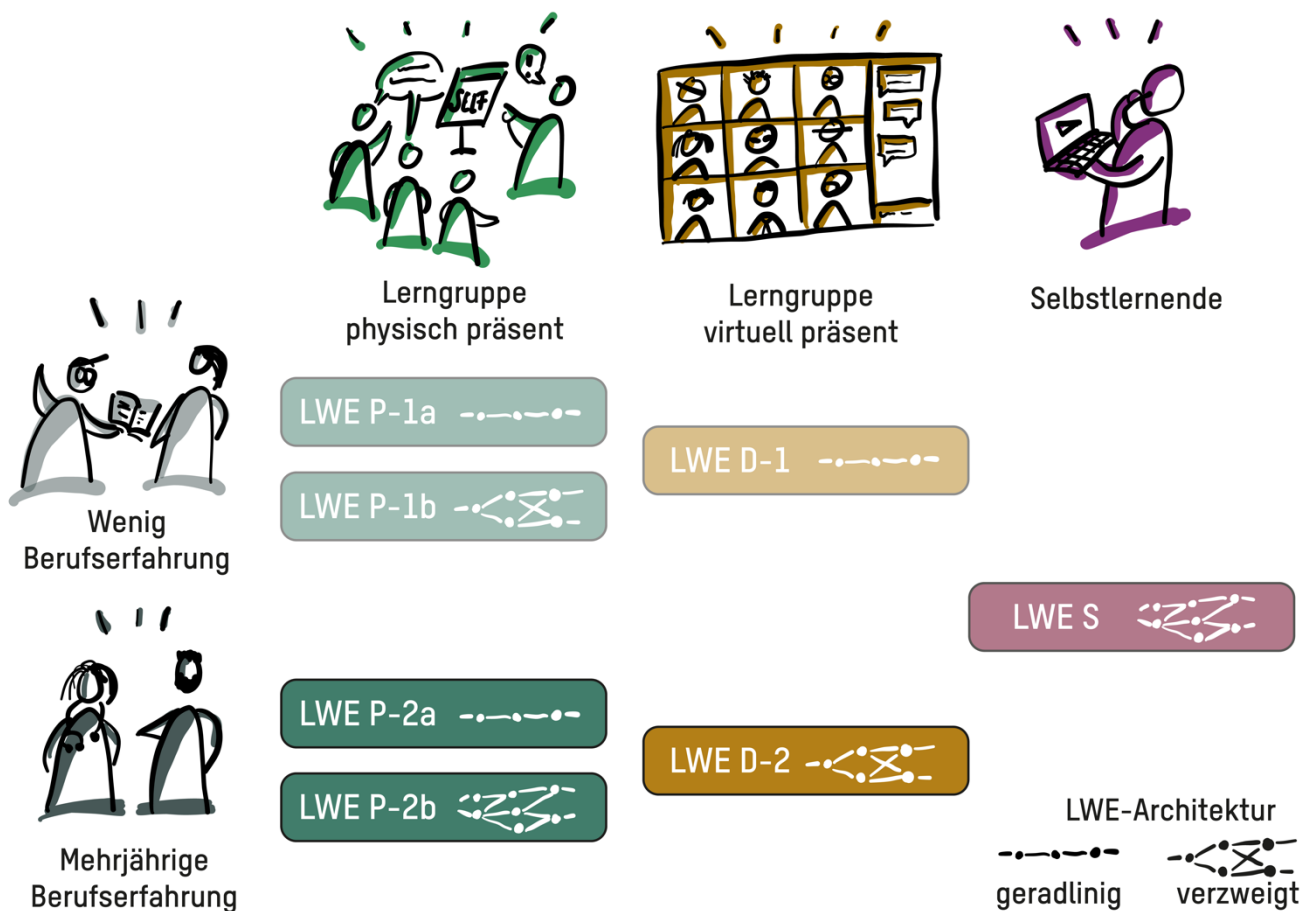 SCLF
Lerngruppe
physisch präsent
Lerngruppe
virtuell präsent
Selbstlernende
Wenig
Berufserfahrung
LWE P-1a
LWE P-1b
LWE D-1
LWE S
Mehrjährige
Berufserfahrung
LWE P-2a
LWE P-2b
LWE D-2
LWE-Architektur
geradlinig
verzweigt